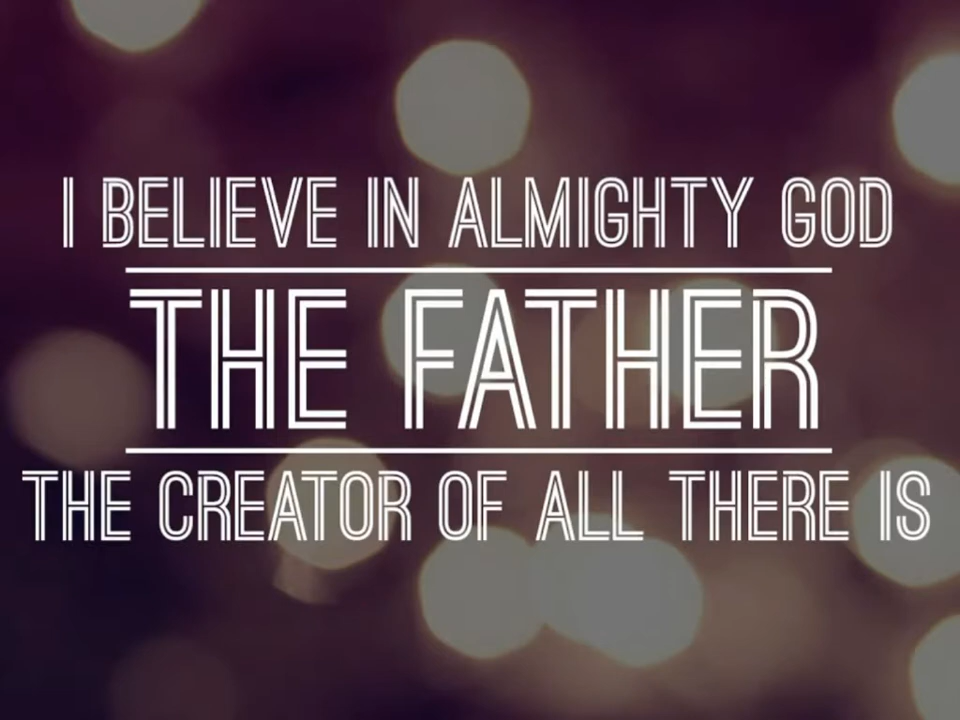 I BELIEVE IN ALMIGHTY GOD
THE FATHER
THE CREATOR OF ALL THERE IS